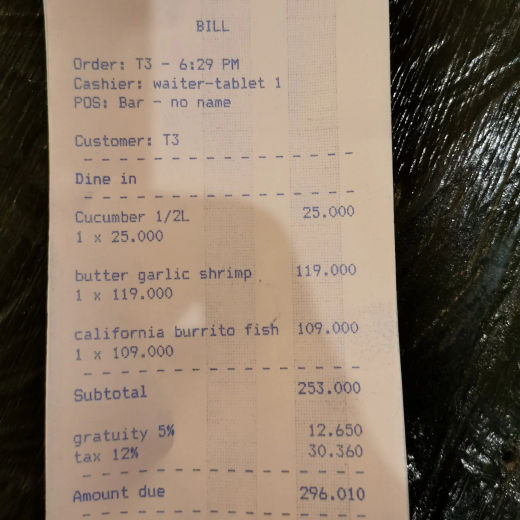 BILL
Order: T3 - 6:29 PM
Cashier: waiter-tablet 1
POS: Bar - no name
Customer: T3
Dine in
Cucumber 1/2L 25.000
1 x 25.000
butter garlic shrimp 119.000
1 x 119.000
california burrito fish 109.000
1 x 109.000
Subtotal 253.000
gratuity 5% 12.650
tax 12% 30.360
Amount due 296.010